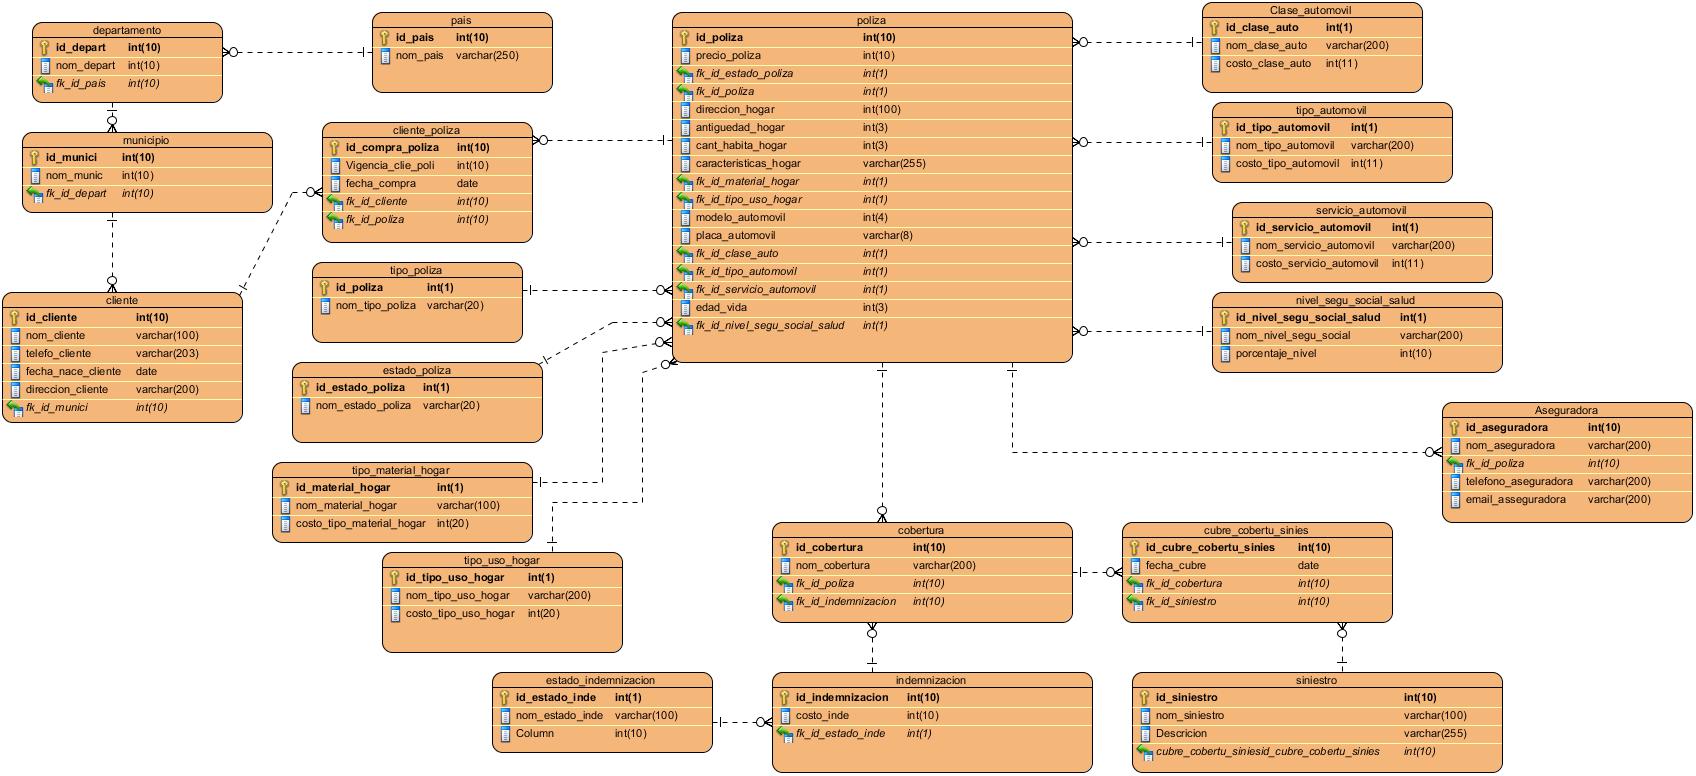 departamento
id_depart int(10)
nom_depart int(10)
fk_id_pais int(10)
pais
id_pais int(10)
nom_pais varchar(250)
municipio
id_munici int(10)
nom_munic int(10)
fk_id_depart int(10)
cliente_poliza
id_compra_poliza int(10)
Vigencia_clie_poli int(10)
fecha_compra date
fk_id_cliente int(10)
fk_id_poliza int(10)
cliente
id_cliente int(10)
nom_cliente varchar(100)
telefo_cliente varchar(203)
fecha_nace_cliente date
direccion_cliente varchar(200)
fk_id_munici int(10)
tipo_poliza
id_poliza int(1)
nom_tipo_poliza varchar(20)
estado_poliza
id_estado_poliza int(1)
nom_estado_poliza varchar(20)
tipo_material_hogar
id_material_hogar int(1)
nom_material_hogar varchar(100)
costo_tipo_material_hogar int(20)
tipo_uso_hogar
id_tipo_uso_hogar int(1)
nom_tipo_uso_hogar varchar(200)
costo_tipo_uso_hogar int(20)
poliza
id_poliza int(10)
precio_poliza int(10)
fk_id_estado_poliza int(1)
fk_id_poliza int(1)
direccion_hogar int(100)
antiguedad_hogar int(3)
cant_habita_hogar int(3)
caracteristicas_hogar varchar(255)
fk_id_material_hogar int(1)
fk_id_tipo_uso_hogar int(1)
modelo_automovil int(4)
placa_automovil varchar(8)
fk_id_clase_auto int(1)
fk_id_tipo_automovil int(1)
fk_id_servicio_automovil int(1)
edad_vida int(3)
fk_id_nivel_segu_social_salud int(1)
Clase_automovil
id_clase_auto int(1)
nom_clase_auto varchar(200)
costo_clase_auto int(11)
tipo_automovil
id_tipo_automovil int(1)
nom_tipo_automovil varchar(200)
costo_tipo_automovil int(11)
servicio_automovil
id_servicio_automovil int(1)
nom_servicio_automovil varchar(200)
costo_servicio_automovil int(11)
nivel_segu_social_salud
id_nivel_segu_social_salud int(1)
nom_nivel_segu_social varchar(200)
porcentaje_nivel int(10)
Aseguradora
id_aseguradora int(10)
nom_aseguradora varchar(200)
fk_id_poliza int(10)
telefono_aseguradora varchar(200)
email_asseguradora varchar(200)
cobertura
id_cobertura int(10)
nom_cobertura varchar(200)
fk_id_poliza int(10)
fk_id_indemnizacion int(10)
cubre_cobertu_sinies
id_cubre_cobertu_sinies int(10)
fecha_cubre date
fk_id_cobertura int(10)
fk_id_siniestro int(10)
estado_indemnizacion
id_estado_inde int(1)
nom_estado_inde varchar(100)
Column int(10)
indemnizacion
id_indemnizacion int(10)
costo_inde int(10)
fk_id_estado_inde int(1)
siniestro
id_siniestro int(10)
nom_siniestro varchar(100)
Descricion varchar(255)
cubre_cobertu_siniesid_cubre_cobertu_sinies int(10)